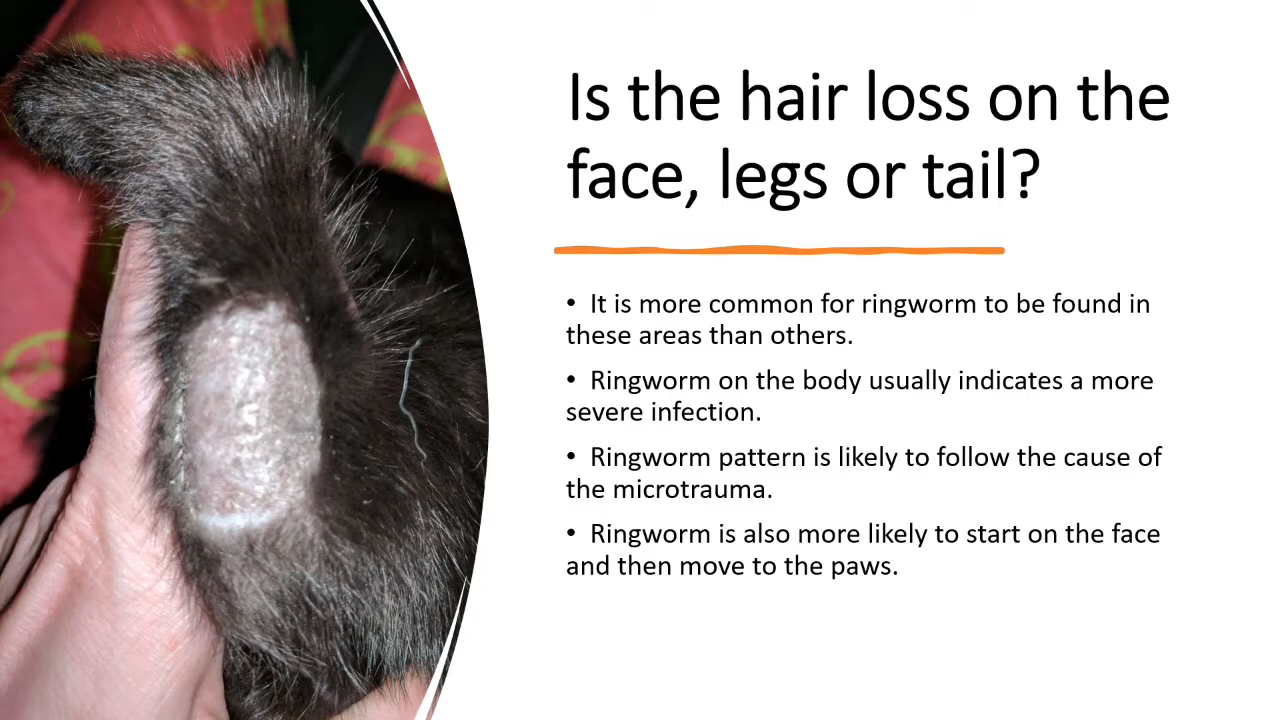 Is the hair loss on the
face, legs or tail?
• It is more common for ringworm to be found in
these areas than others.
• Ringworm on the body usually indicates a more
severe infection.
• Ringworm pattern is likely to follow the cause of
the microtrauma.
• Ringworm is also more likely to start on the face
and then move to the paws.